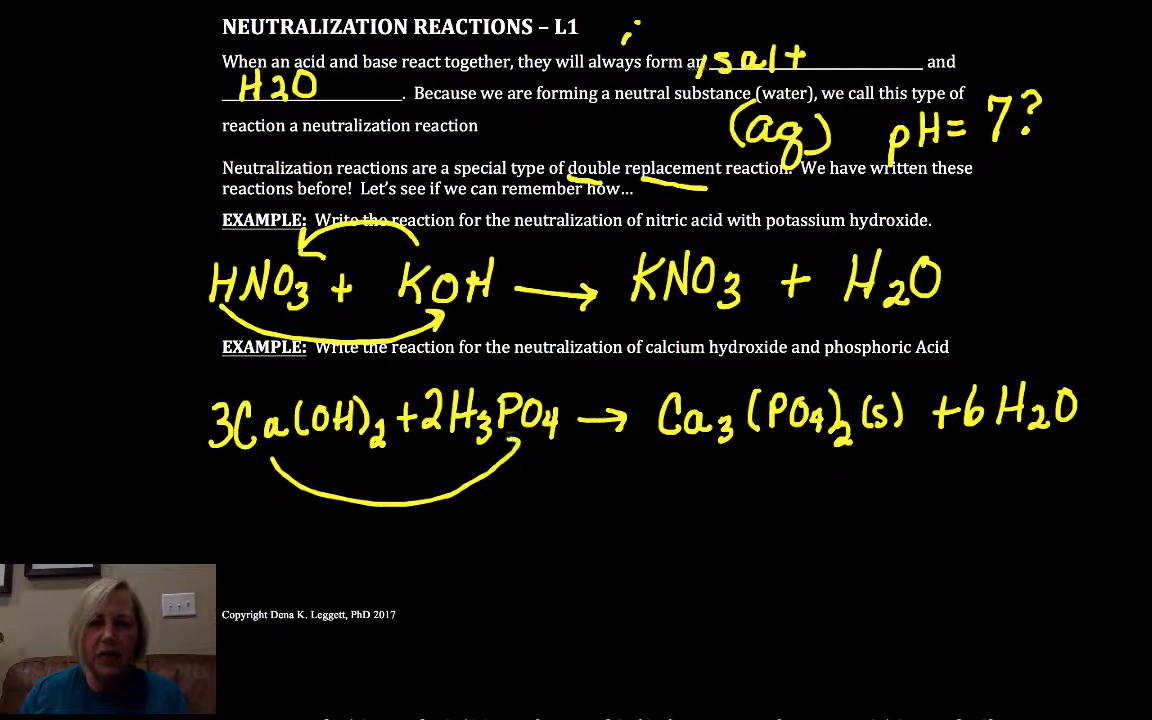 NEUTRALIZATION REACTIONS – L1
When an acid and base react together, they will always form an salt and
H2O. Because we are forming a neutral substance (water), we call this type of
reaction a neutralization reaction
(aq) pH = 7?
Neutralization reactions are a special type of double replacement reaction. We have written these
reactions before! Let's see if we can remember how…
EXAMPLE: Write the reaction for the neutralization of nitric acid with potassium hydroxide.
HNO3 + KOH → KNO3 + H2O
EXAMPLE: Write the reaction for the neutralization of calcium hydroxide and phosphoric Acid
3Ca(OH)2 + 2H3PO4 → Ca3(PO4)2(s) + 6H2O
Copyright Dena K. Leggett, PhD 2017